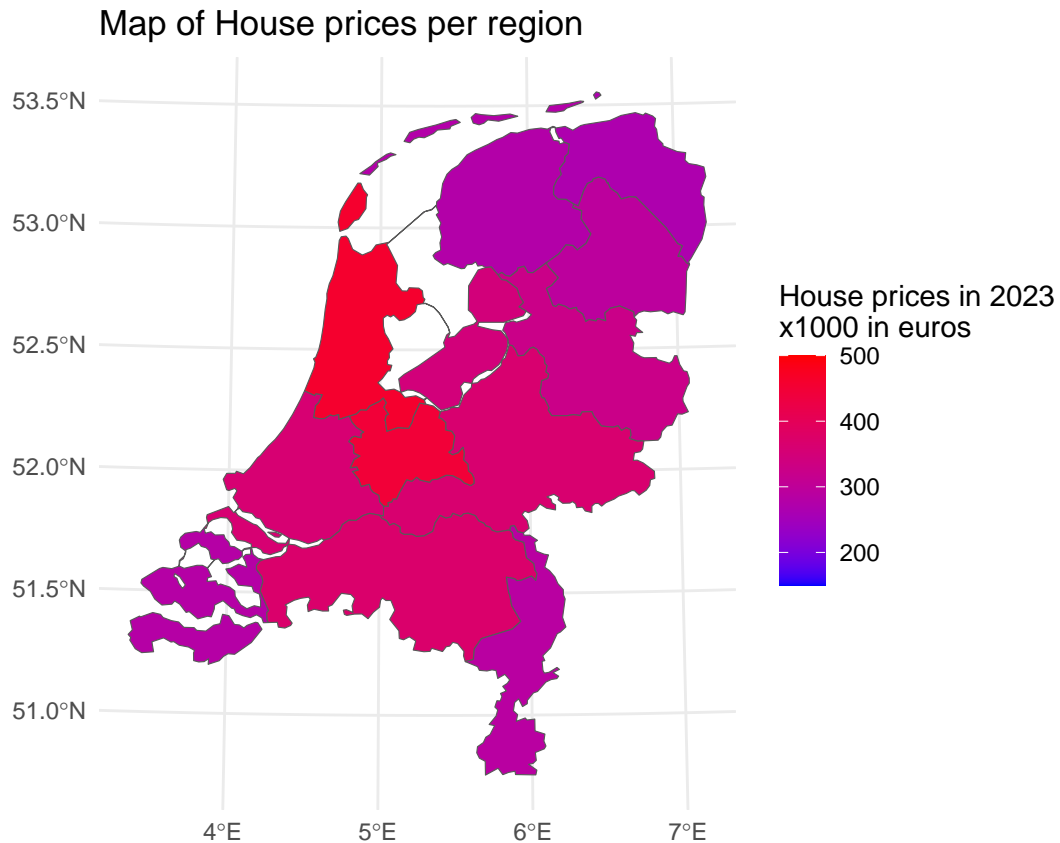 Map of House prices per region
53.5°N
53.0°N
52.5°N
52.0°N
51.5°N
51.0°N
4°E
5°E
6°E
7°E
House prices in 2023
x1000 in euros
500
400
300
200